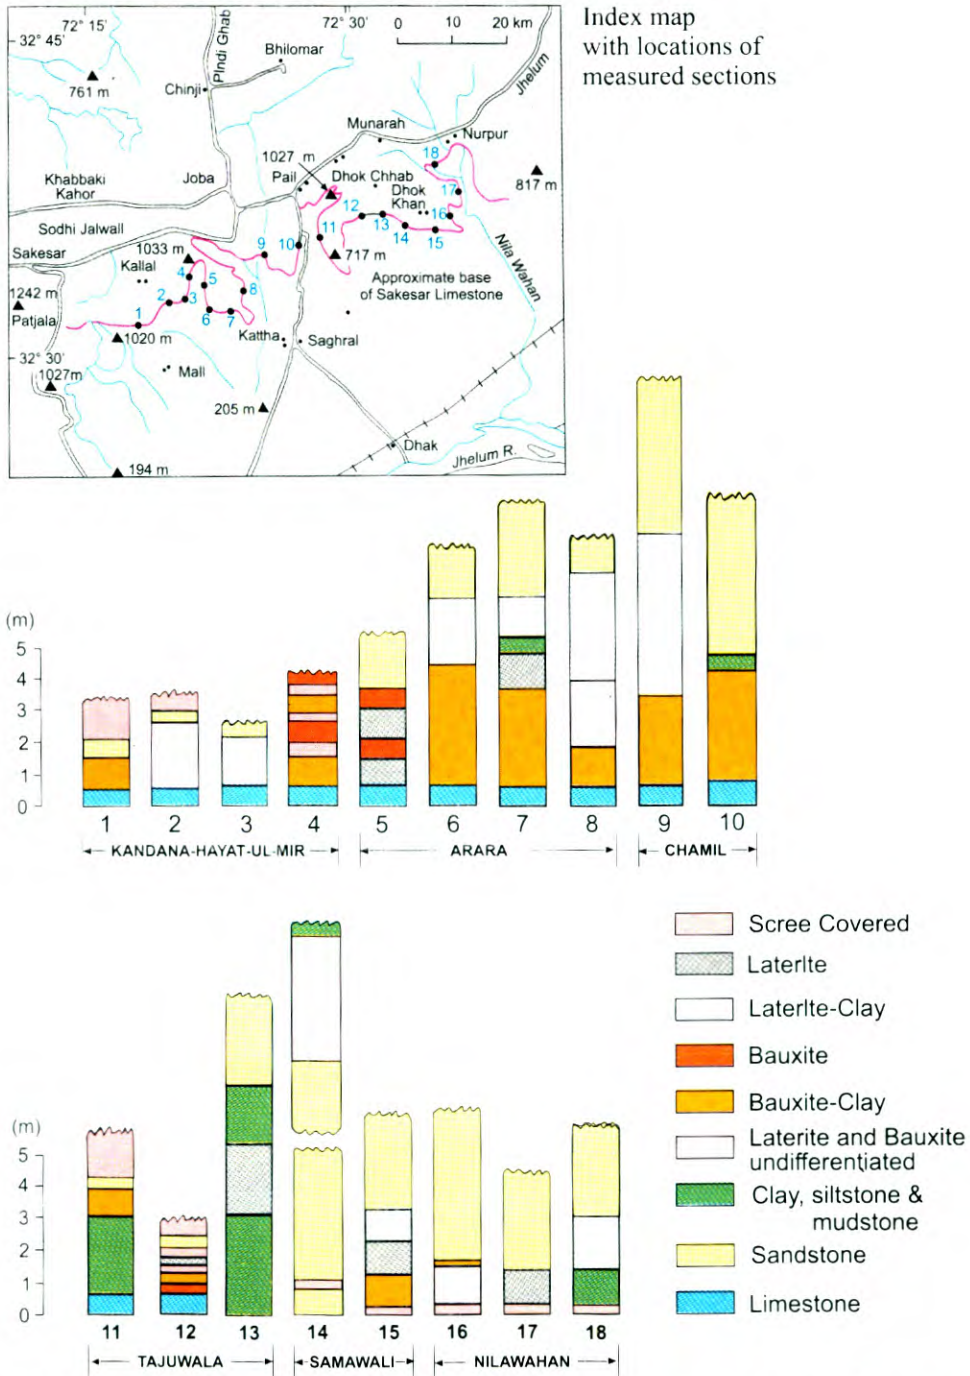 72° 15'
72° 30
0 10 20 km
32° 45'
Index map
with locations of
measured sections
PIndi Ghab
Bhilomar
761 m
Chinji
Jhelum
Munarah
Nurpur
1027 m
18
Khabbaki
Kahor
Joba
Pail
Dhok Chhab
817 m
Dhok
Khan
17
12
13
16
Sodhi Jalwall
14
15
11
Sakesar
1033 m
9
10
717 m
Nila Wahan
Kallal
4
5
Approximate base
of Sakesar Limestone
1242 m
2
3
8
Patjala
1
6
7
1020 m
Kattha
Saghral
32° 30'
1027m
Mall
205 m
Dhak
Jhelum R.
194 m
(m)
5
4
3
2
1
0
1 2 3 4 5 6 7 8 9 10
KANDANA-HAYAT-UL-MIR ARARA CHAMIL
(m)
5
4
3
2
1
0
11 12 13 14 15 16 17 18
TAJUWALA SAMAWALI NILAWAHAN
Scree Covered
LaterIte
LaterIte-Clay
Bauxite
Bauxite-Clay
Laterite and Bauxite
undifferentiated
Clay, siltstone &
mudstone
Sandstone
Limestone